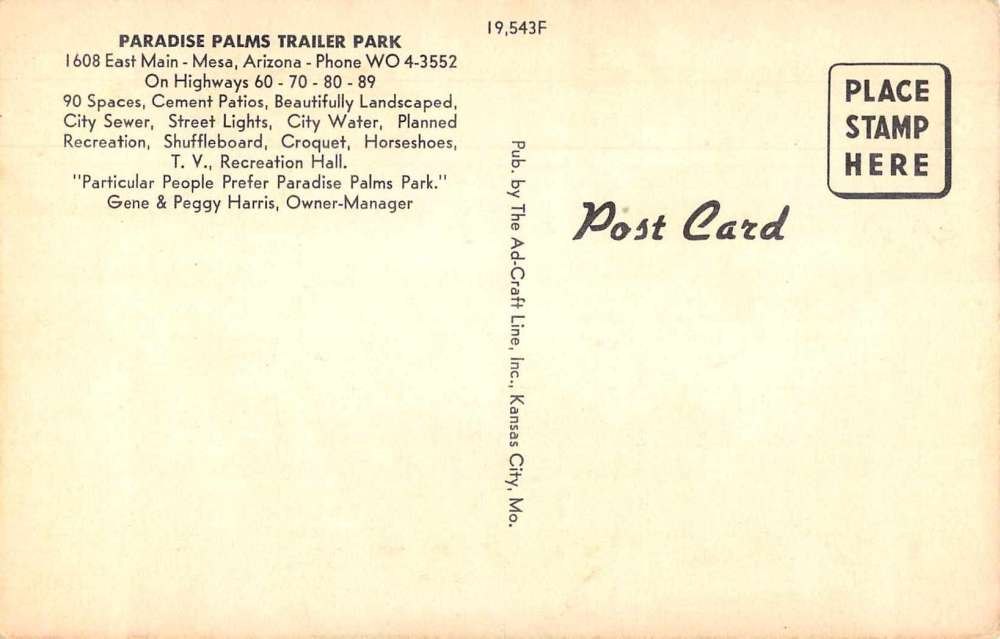 19,543F
PARADISE PALMS TRAILER PARK
1608 East Main - Mesa, Arizona - Phone WO 4-3552
On Highways 60 - 70 - 80 - 89
90 Spaces, Cement Patios, Beautifully Landscaped,
City Sewer, Street Lights, City Water, Planned
Recreation, Shuffleboard, Croquet, Horseshoes,
T. V., Recreation Hall.
"Particular People Prefer Paradise Palms Park."
Gene & Peggy Harris, Owner-Manager
Pub. by The Ad-Craft Line, Inc., Kansas City, Mo.
Post Card
PLACE
STAMP
HERE